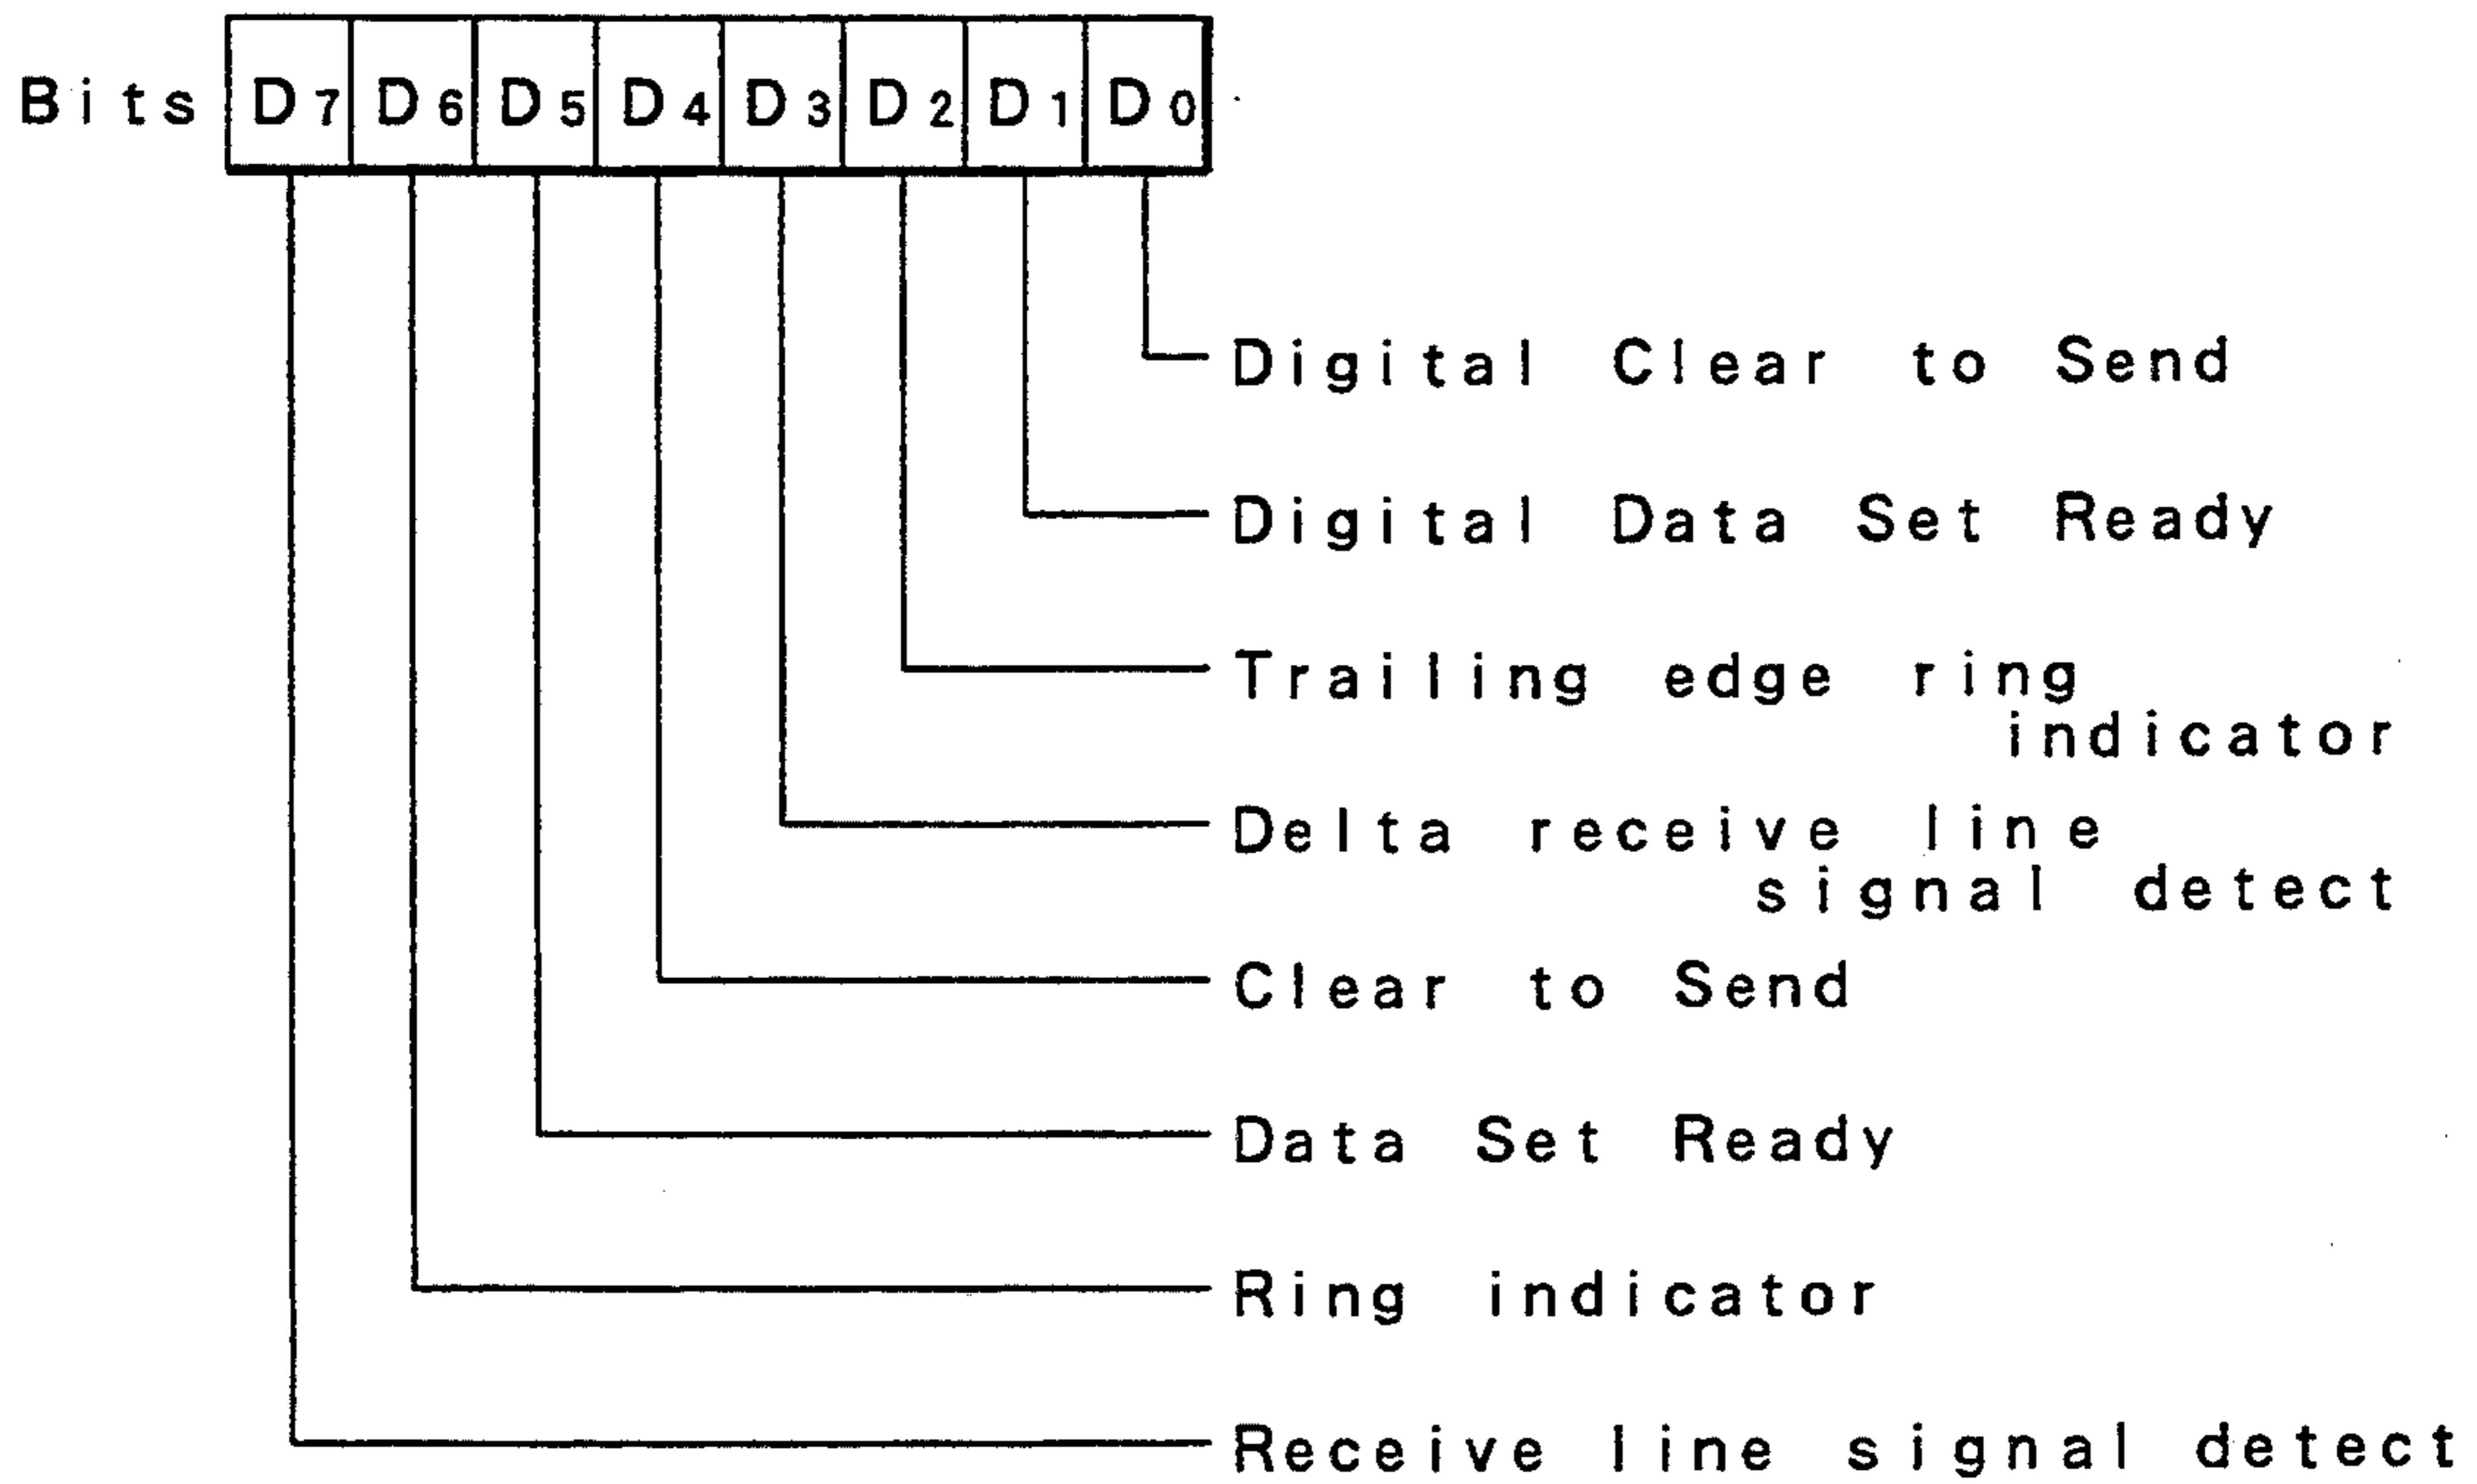 Bits D7 D6 D5 D4 D3 D2 D1 D0
Digital Clear to Send
Digital Data Set Ready
Trailing edge ring
indicator
Delta receive line
signal detect
Clear to Send
Data Set Ready
Ring indicator
Receive line signal detect